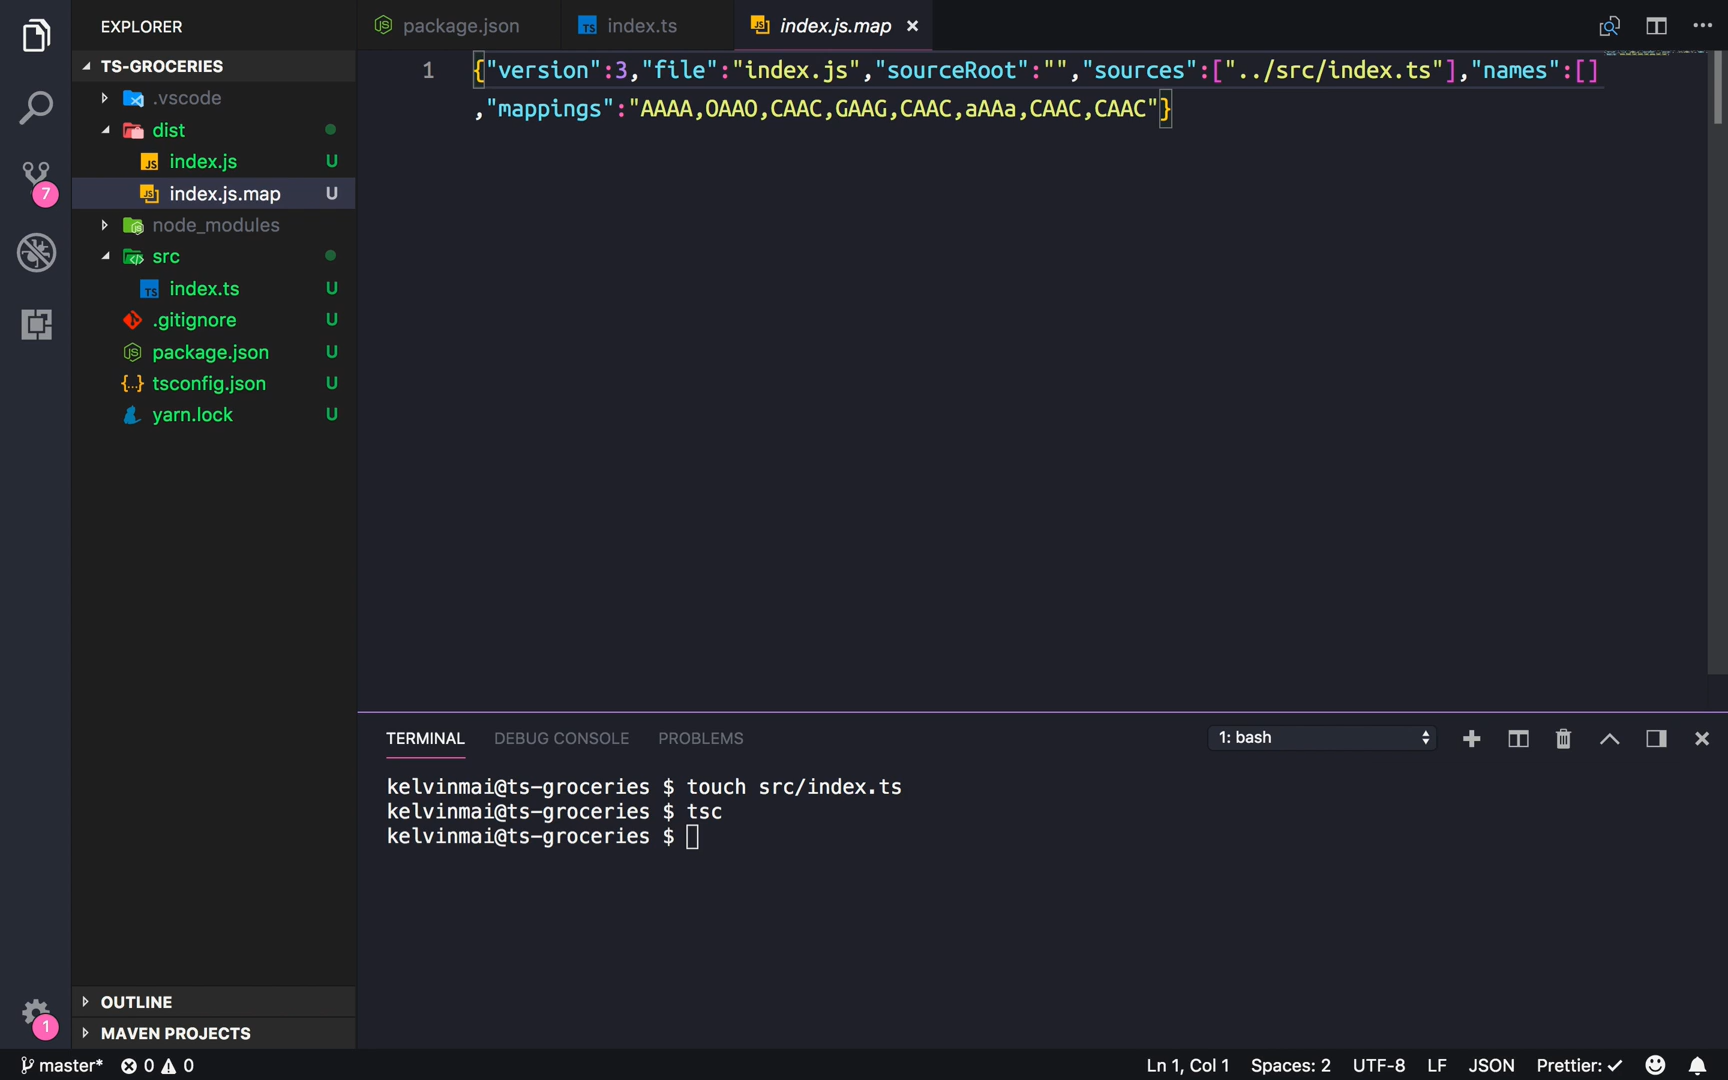 EXPLORER
TS-GROCERIES
.vscode
dist
index.js U
index.js.map U
node_modules
src
index.ts U
.gitignore U
package.json U
tsconfig.json U
yarn.lock U
OUTLINE
MAVEN PROJECTS
7
1
package.json
index.ts
index.js.map
1
{"version":3,"file":"index.js","sourceRoot":"","sources":["../src/index.ts"],"names":[]
,"mappings":"AAAA,OAAO,CAAC,GAAG,CAAC,aAAa,CAAC,CAAC"}
TERMINAL DEBUG CONSOLE PROBLEMS
1: bash
kelvinmai@ts-groceries $ touch src/index.ts
kelvinmai@ts-groceries $ tsc
kelvinmai@ts-groceries $
master* 0 0
Ln 1, Col 1 Spaces: 2 UTF-8 LF JSON Prettier: ✓